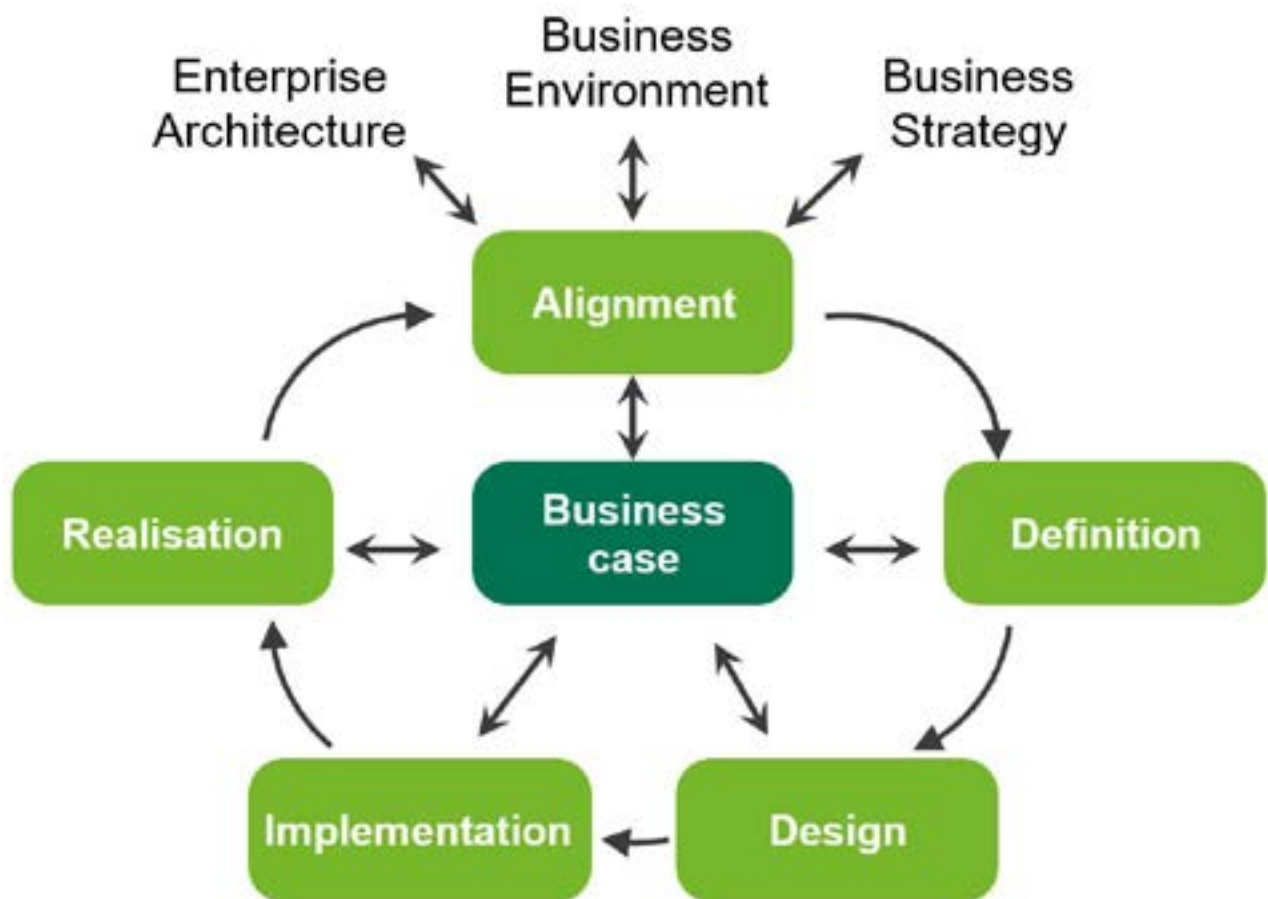 Enterprise
Architecture
Business
Environment
Business
Strategy
Alignment
Realisation
Business
case
Definition
Implementation
Design